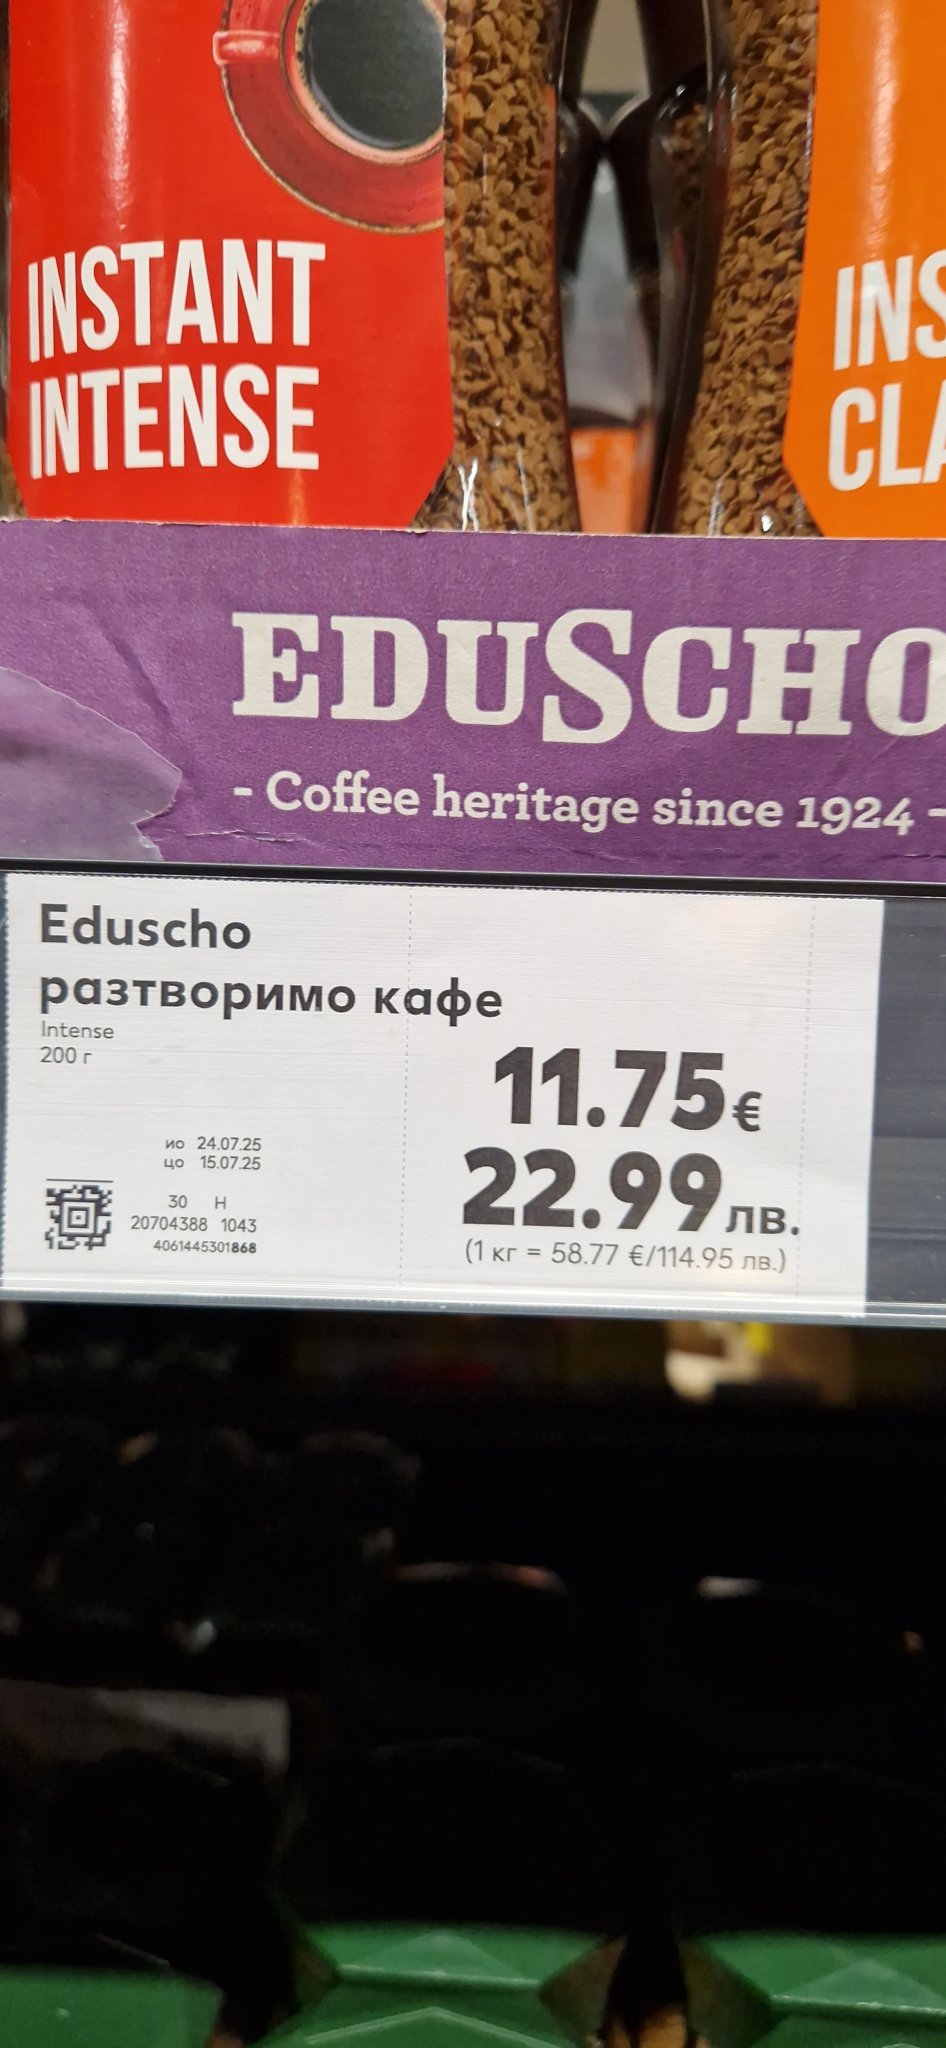 INSTANT
INTENSE
INS
CLA
EDUSCHO
- Coffee heritage since 1924 -
Eduscho
разтворимо кафе
Intense
200 г
11.75€
22.99лв.
(1 кг = 58.77 €/114.95 лв.)
ио 24.07.25
цо 15.07.25
30 Н
20704388 1043
4061445301868